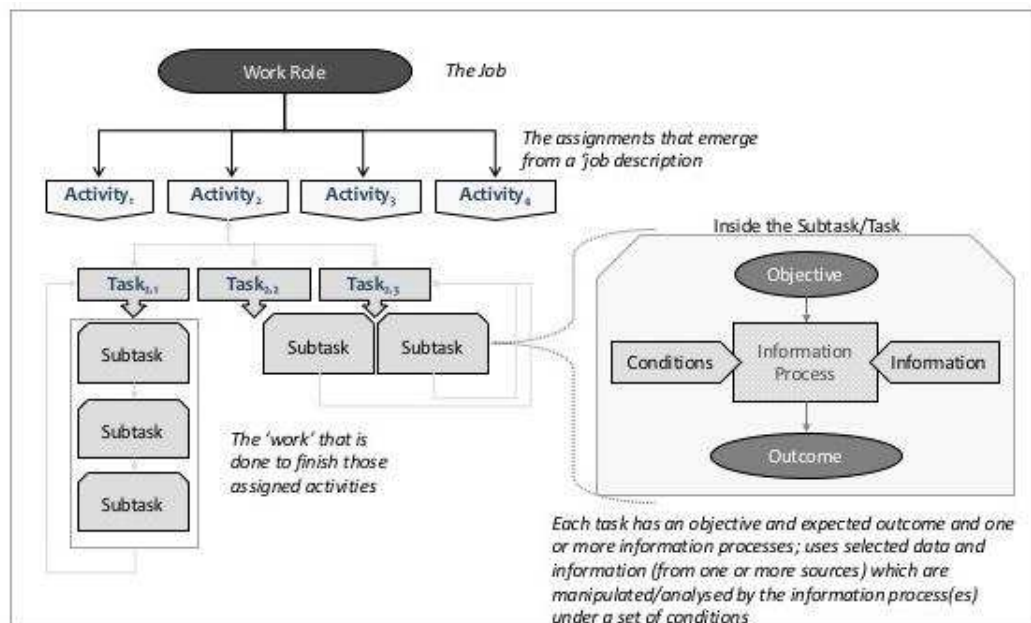 Work Role
The Job
The assignments that emerge
from a 'job description
Activity₁
Activity₂
Activity₃
Activity₄
Inside the Subtask/Task
Task₂,₁
Task₂,₂
Task₂,₃
Objective
Subtask
Subtask
Subtask
Conditions
Information
Process
Information
Subtask
The 'work' that is
done to finish those
assigned activities
Outcome
Subtask
Each task has an objective and expected outcome and one
or more information processes; uses selected data and
information (from one or more sources) which are
manipulated/analysed by the information process(es)
under a set of conditions